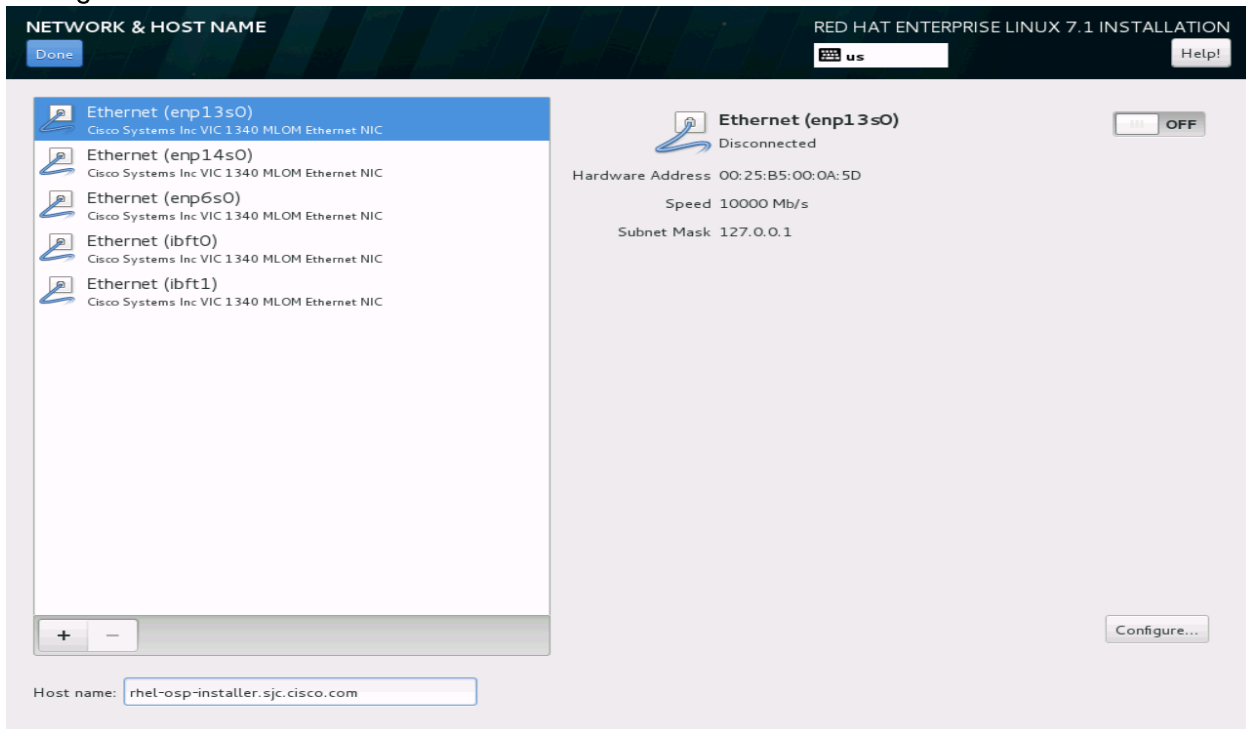 NETWORK & HOST NAME
RED HAT ENTERPRISE LINUX 7.1 INSTALLATION
Done
us
Help!
Ethernet (enp13s0)
Cisco Systems Inc VIC 1340 MLOM Ethernet NIC
Ethernet (enp14s0)
Cisco Systems Inc VIC 1340 MLOM Ethernet NIC
Ethernet (enp6s0)
Cisco Systems Inc VIC 1340 MLOM Ethernet NIC
Ethernet (ibft0)
Cisco Systems Inc VIC 1340 MLOM Ethernet NIC
Ethernet (ibft1)
Cisco Systems Inc VIC 1340 MLOM Ethernet NIC
Ethernet (enp13s0)
Disconnected
OFF
Hardware Address 00:25:B5:00:0A:5D
Speed 10000 Mb/s
Subnet Mask 127.0.0.1
+ −
Configure...
Host name: rhel-osp-installer.sjc.cisco.com